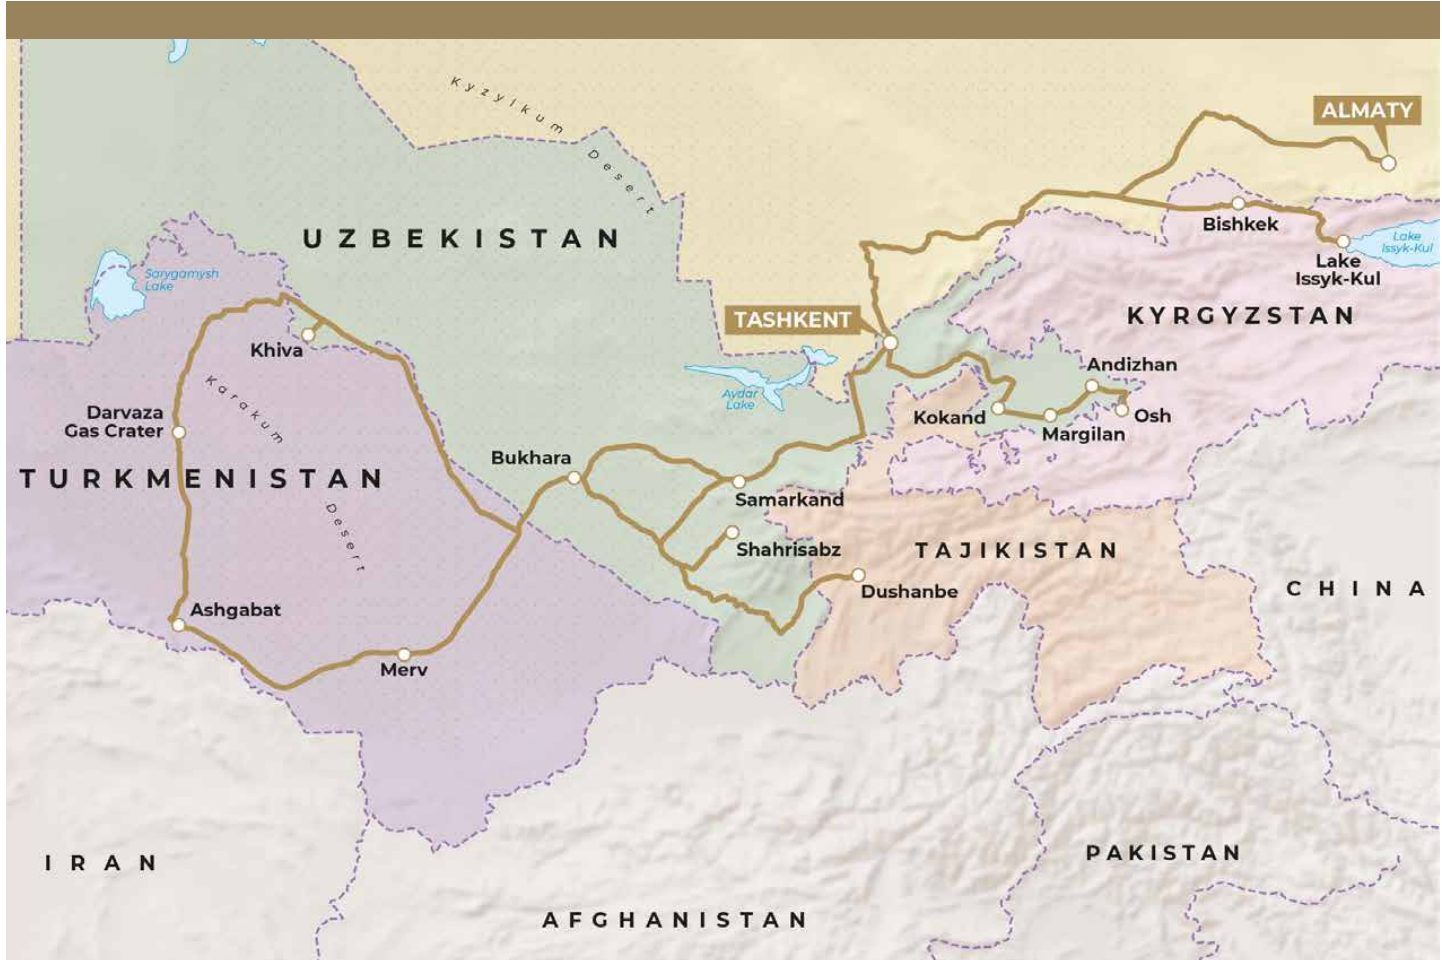 Kyzylkum
Desert
ALMATY
UZBEKISTAN
Bishkek
Lake
Issyk-Kul
Lake
Issyk-Kul
Sarygamysh
Lake
TASHKENT
KYRGYZSTAN
Khiva
Andizhan
Karakum
Desert
Aydar
Lake
Darvaza
Gas Crater
Kokand
Osh
Margilan
TURKMENISTAN
Bukhara
Samarkand
Shahrisabz
TAJIKISTAN
Dushanbe
CHINA
Ashgabat
Merv
IRAN
PAKISTAN
AFGHANISTAN